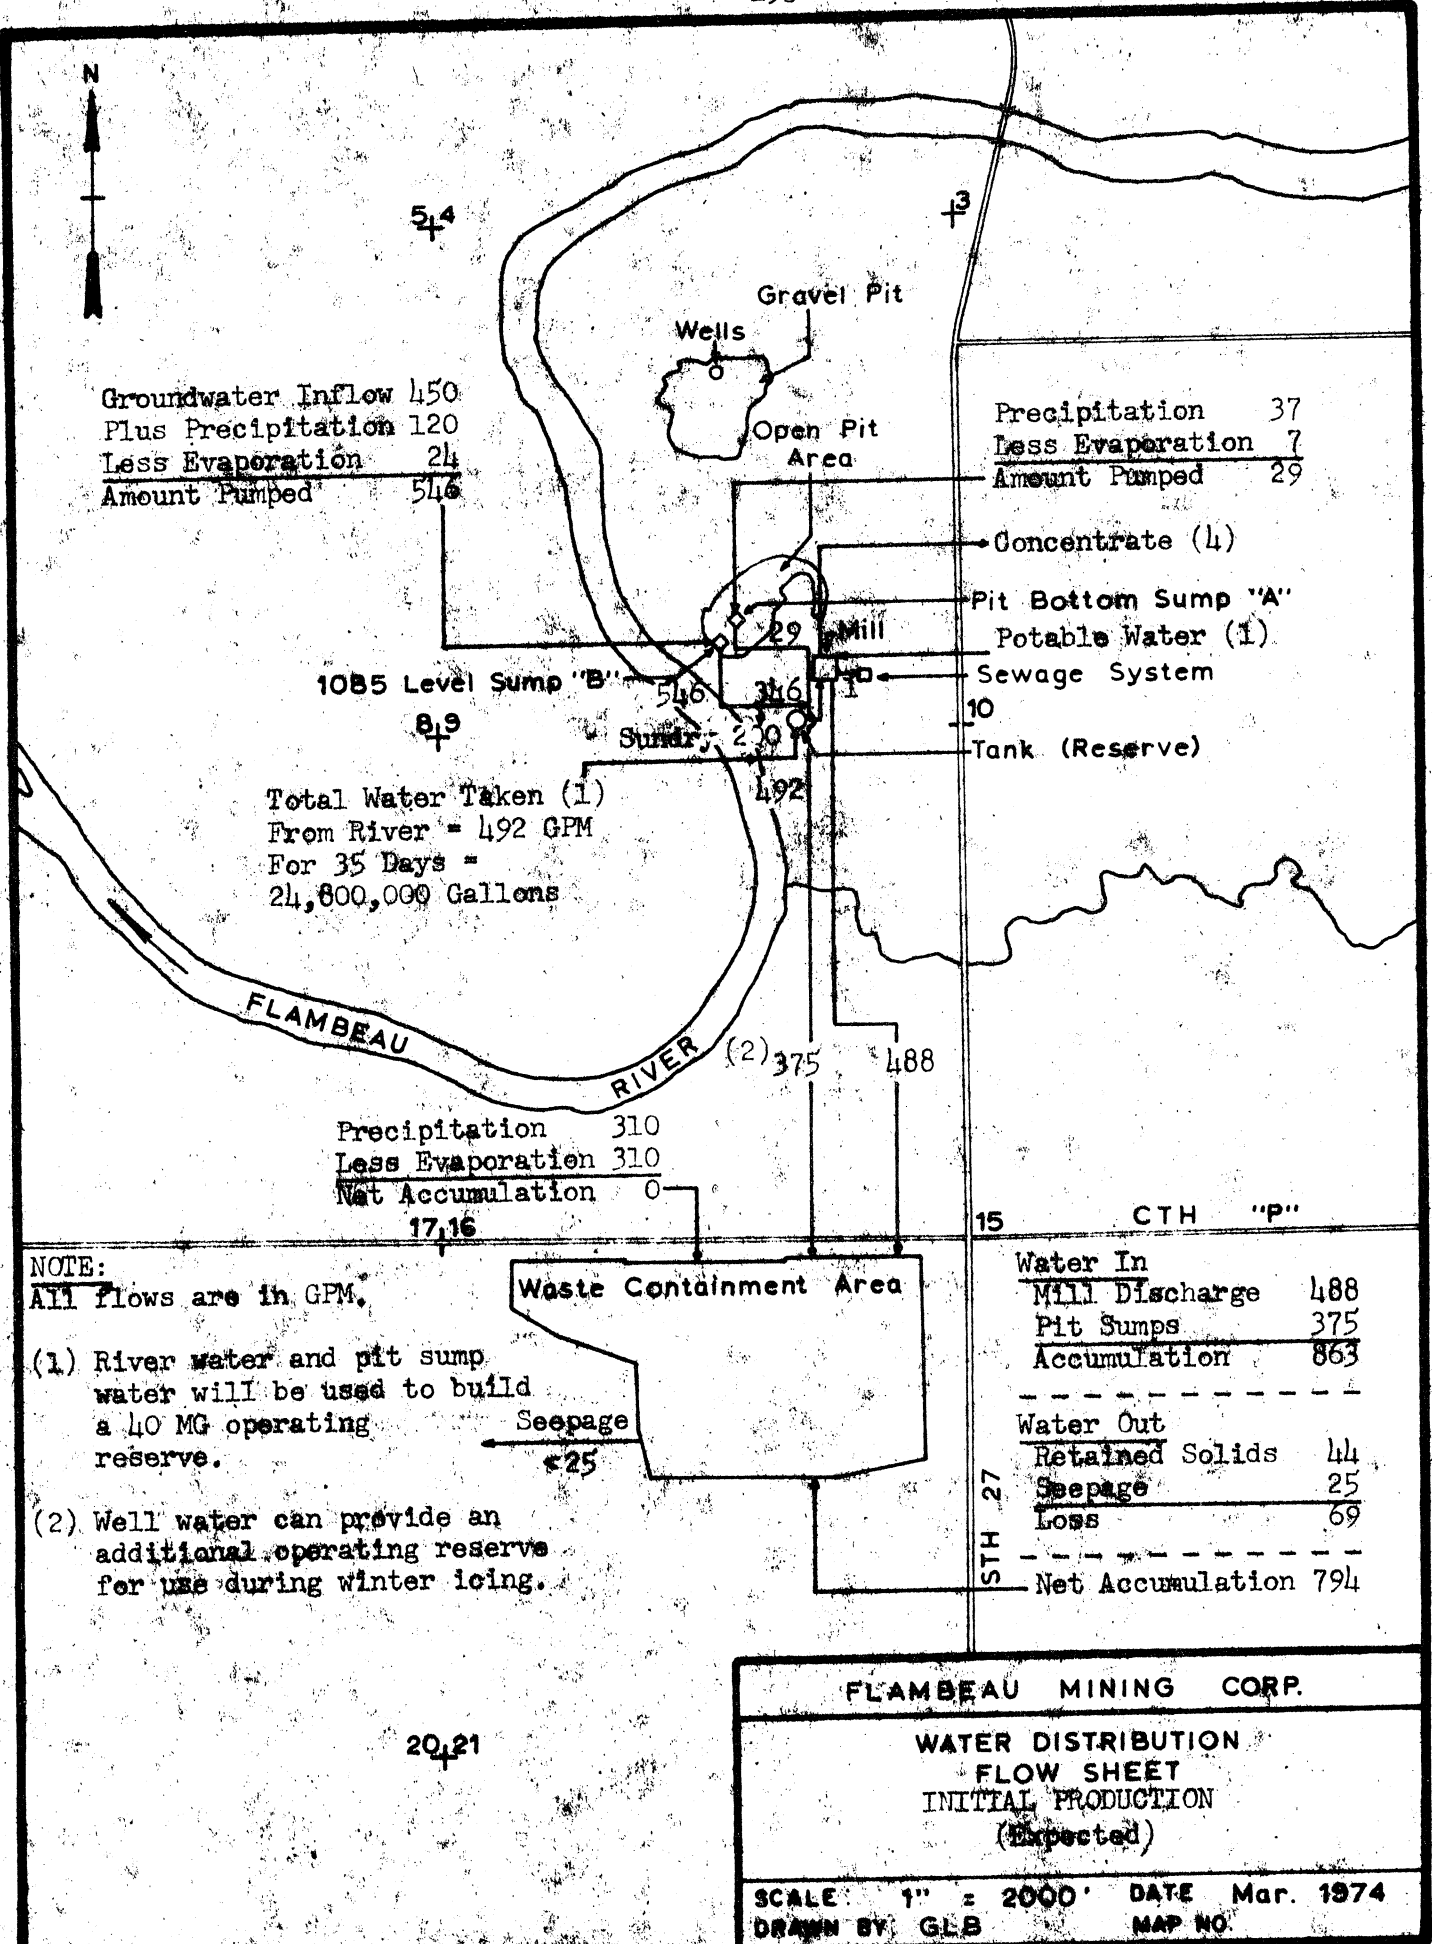 N
5 4
3
Gravel Pit
Wells
Groundwater Inflow 450
Plus Precipitation 120
Less Evaporation 24
Amount Pumped 546
Open Pit
Area
Precipitation 37
Less Evaporation 7
Amount Pumped 29
Concentrate (4)
Pit Bottom Sump "A"
29
Mill
Potable Water (1)
1085 Level Sump "B"
546
346
1
Sewage System
8 9
10
Sundry
Tank (Reserve)
492
Total Water Taken (1)
From River = 492 GPM
For 35 Days =
24,800,000 Gallons
FLAMBEAU
RIVER
(2) 375
488
Precipitation 310
Less Evaporation 310
Net Accumulation 0
17 16
15
CTH "P"
NOTE:
All flows are in GPM.
(1) River water and pit sump
water will be used to build
a 40 MG operating
reserve.
(2) Well water can provide an
additional operating reserve
for use during winter icing.
Waste Containment Area
Seepage
<25
Water In
Mill Discharge 488
Pit Sumps 375
Accumulation 863
Water Out
Retained Solids 44
Seepage 25
Loss 69
Net Accumulation 794
STH 27
20 21
FLAMBEAU MINING CORP.
WATER DISTRIBUTION
FLOW SHEET
INITIAL PRODUCTION
(Expected)
SCALE: 1" = 2000' DATE Mar. 1974
DRAWN BY: GLB MAP NO.